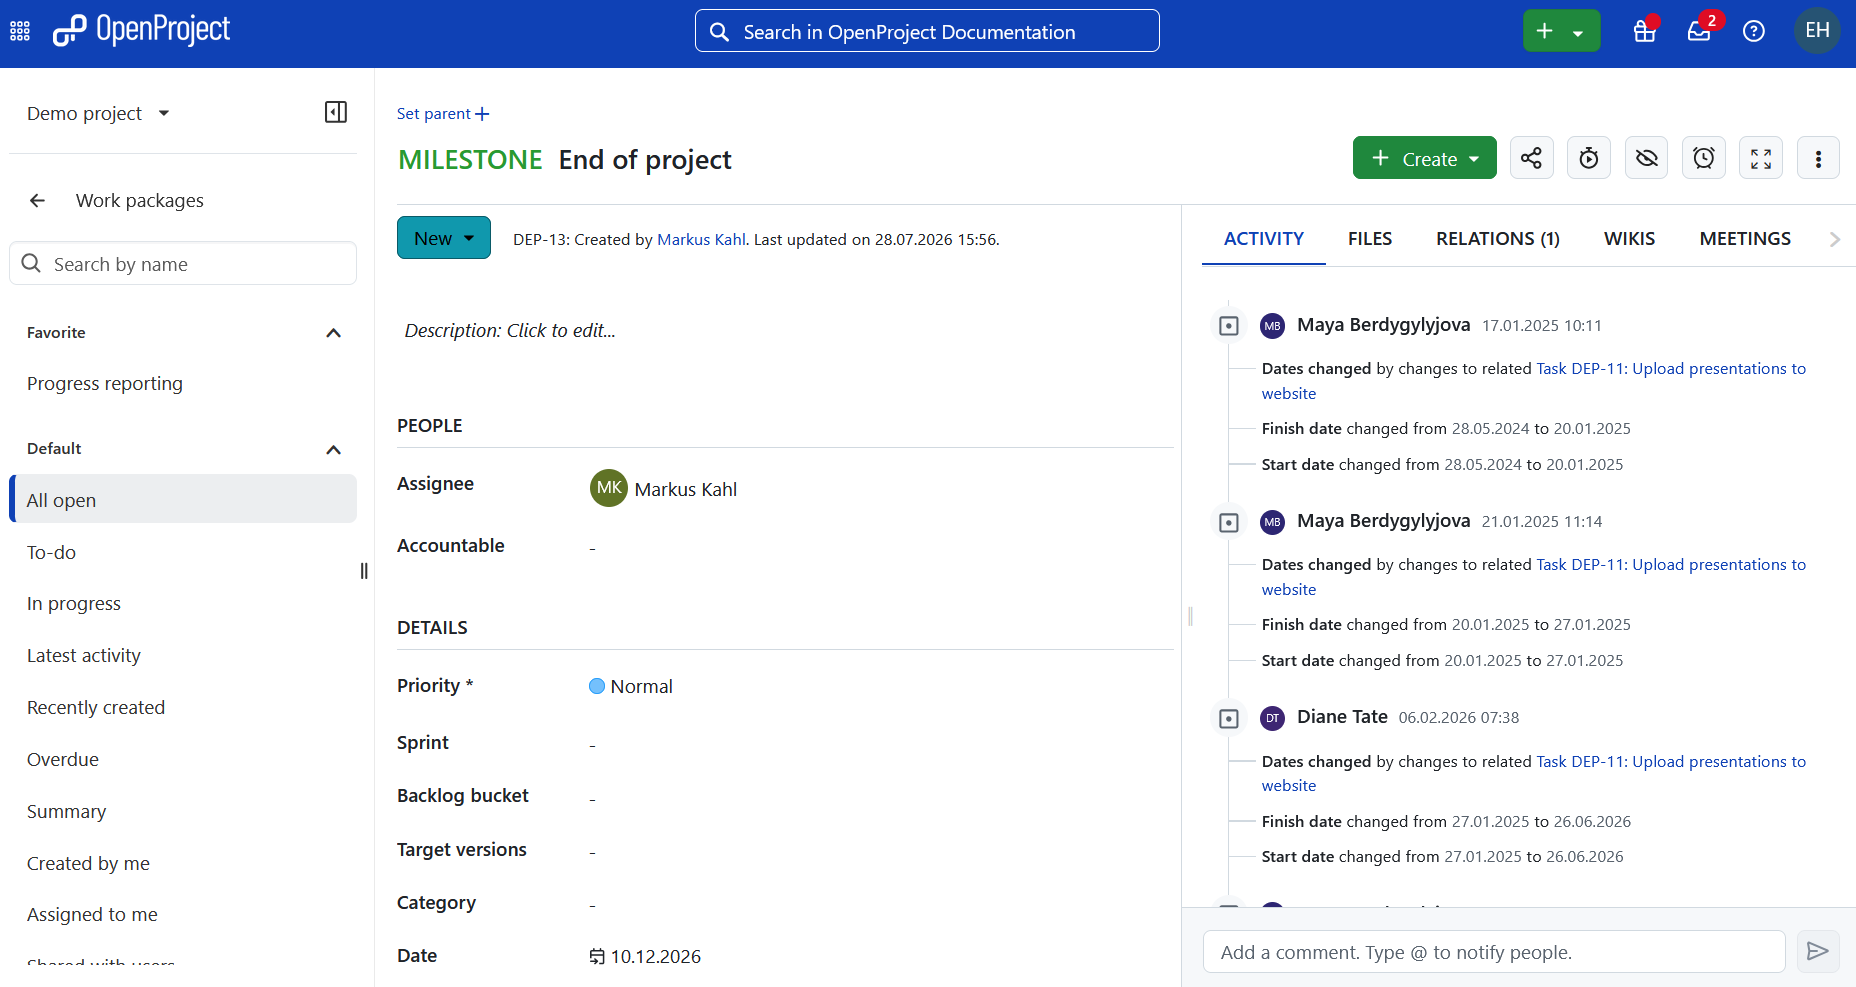 OpenProject
Search in OpenProject Documentation
2
EH
Demo project
Work packages
Search by name
Favorite
Progress reporting
Default
All open
To-do
In progress
Latest activity
Recently created
Overdue
Summary
Created by me
Assigned to me
Shared with users
Set parent
MILESTONE End of project
Create
New
DEP-13: Created by Markus Kahl. Last updated on 28.07.2026 15:56.
Description: Click to edit...
PEOPLE
Assignee
MK Markus Kahl
Accountable
-
DETAILS
Priority *
Normal
Sprint
-
Backlog bucket
-
Target versions
-
Category
-
Date
10.12.2026
ACTIVITY FILES RELATIONS (1) WIKIS MEETINGS
MB Maya Berdygylyjova 17.01.2025 10:11
Dates changed by changes to related Task DEP-11: Upload presentations to
website
Finish date changed from 28.05.2024 to 20.01.2025
Start date changed from 28.05.2024 to 20.01.2025
MB Maya Berdygylyjova 21.01.2025 11:14
Dates changed by changes to related Task DEP-11: Upload presentations to
website
Finish date changed from 20.01.2025 to 27.01.2025
Start date changed from 20.01.2025 to 27.01.2025
DT Diane Tate 06.02.2026 07:38
Dates changed by changes to related Task DEP-11: Upload presentations to
website
Finish date changed from 27.01.2025 to 26.06.2026
Start date changed from 27.01.2025 to 26.06.2026
Add a comment. Type @ to notify people.